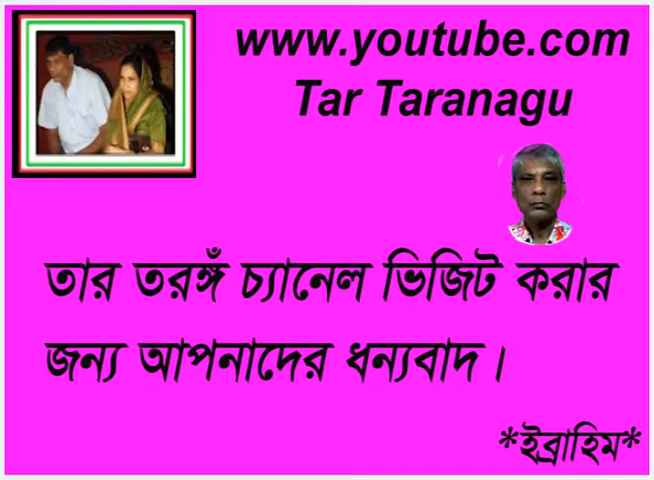 www.youtube.com
Tar Taranagu
তার তরঙ্গঁ চ্যানেল ভিজিট করার
জন্য আপনাদের ধন্যবাদ।
*ইব্রাহিম*